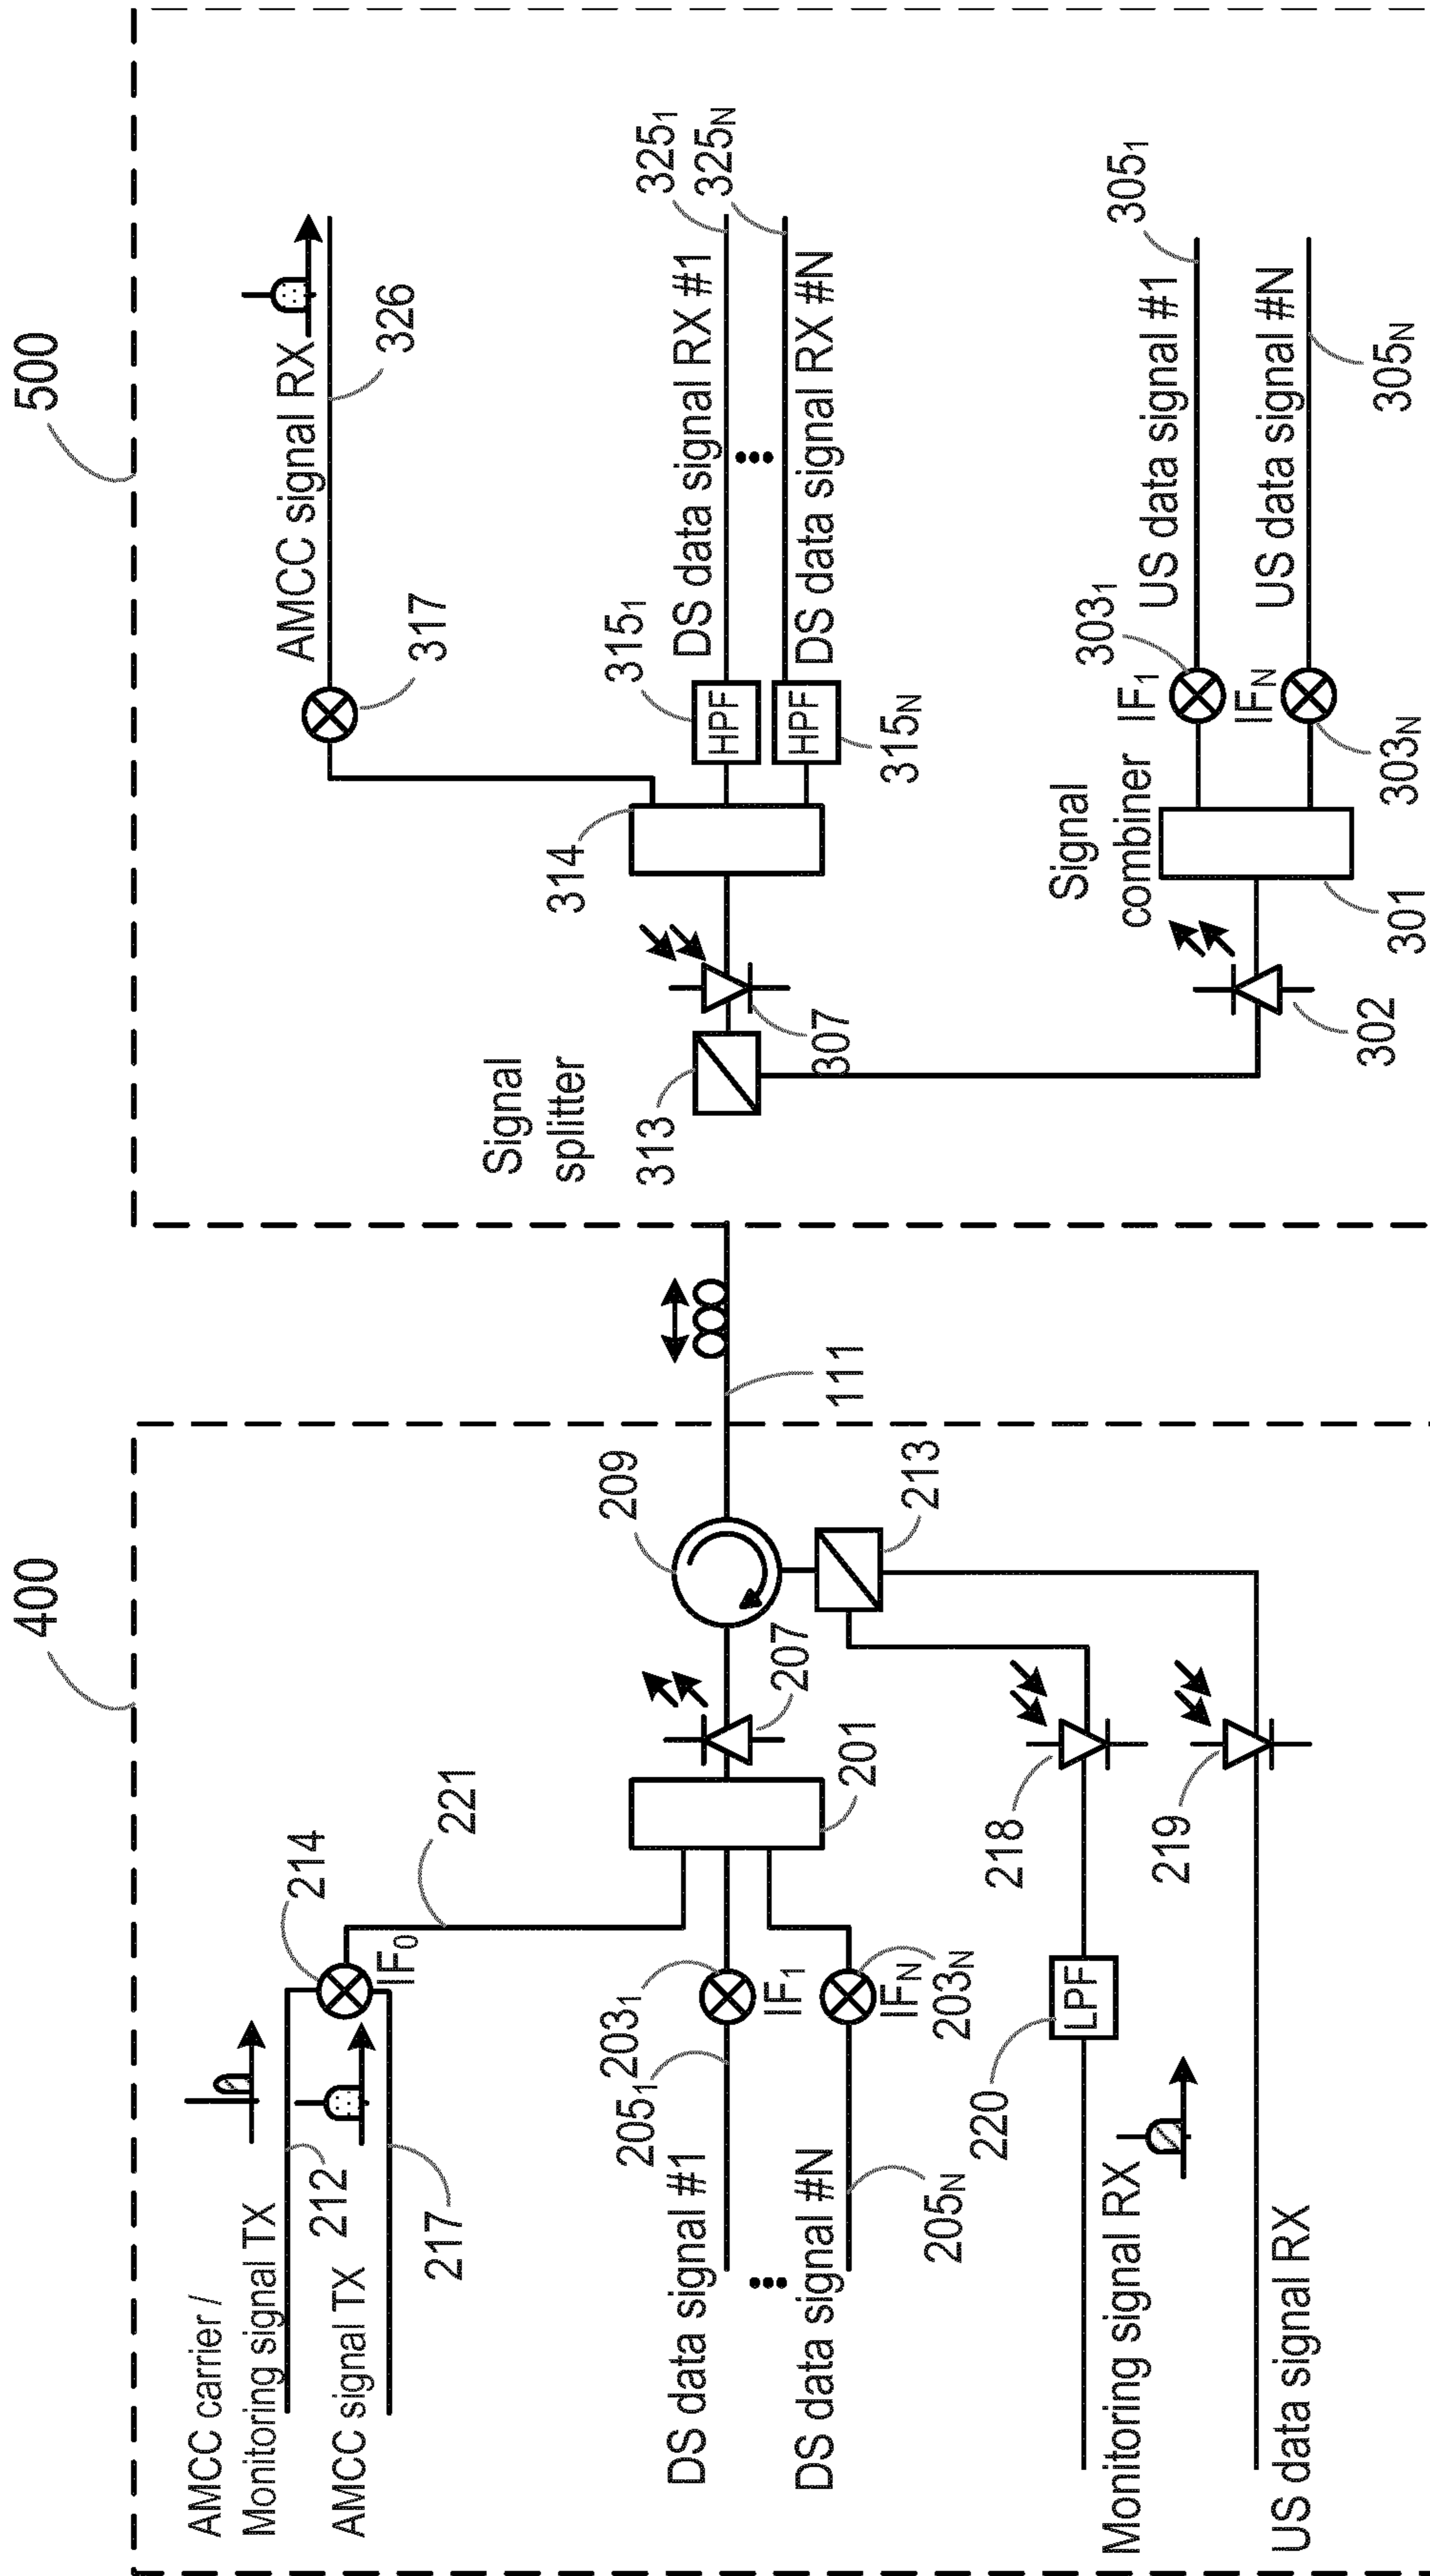 400
500
AMCC carrier /
Monitoring signal TX
212
AMCC signal TX
217
214
IF0
221
DS data signal #1
2051
2031
IF1
DS data signal #N
205N
IFN
203N
201
207
209
213
111
Monitoring signal RX
220
LPF
218
US data signal RX
219
AMCC signal RX
326
317
Signal
splitter
313
307
314
3151
HPF
HPF
315N
DS data signal RX #1
3251
325N
DS data signal RX #N
Signal
combiner
301
302
3031
IF1
IFN
303N
US data signal #1
3051
US data signal #N
305N